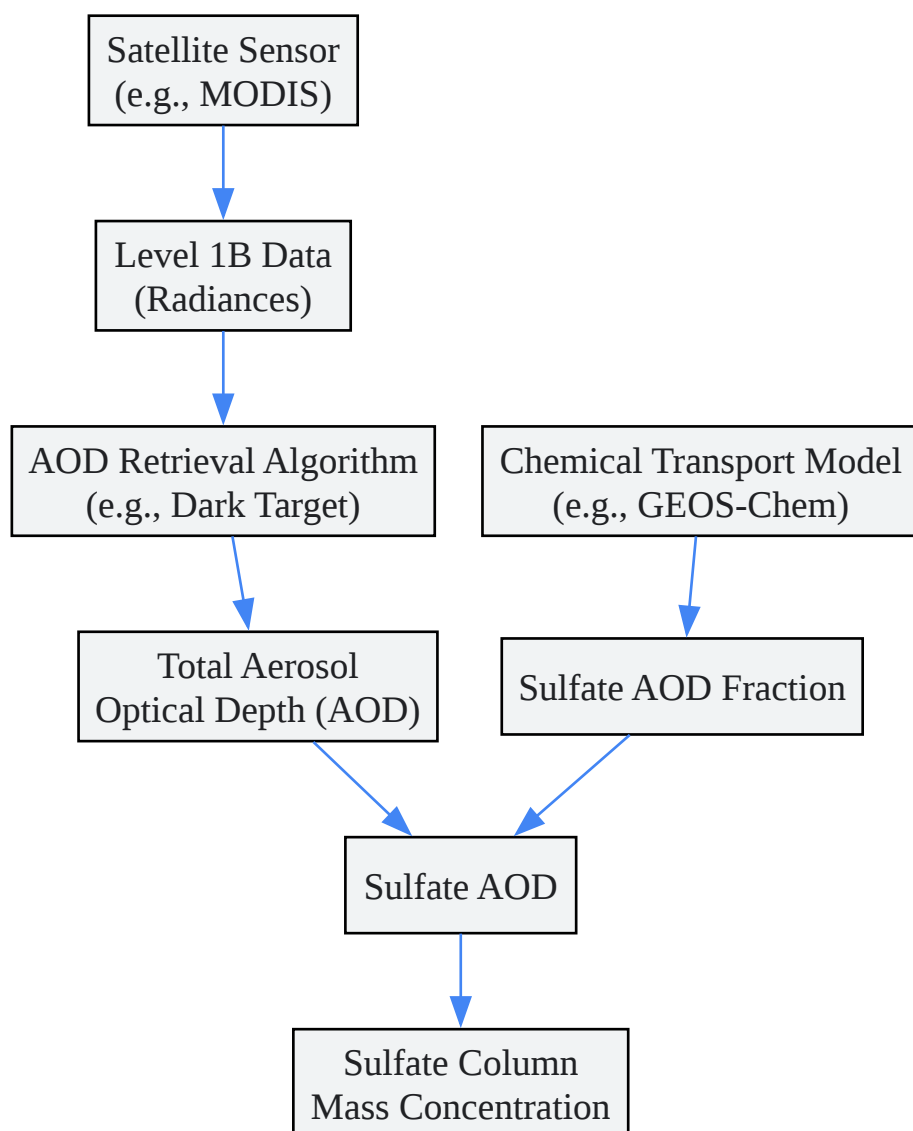 Satellite Sensor
(e.g., MODIS)
Level 1B Data
(Radiances)
AOD Retrieval Algorithm
(e.g., Dark Target)
Chemical Transport Model
(e.g., GEOS-Chem)
Total Aerosol
Optical Depth (AOD)
Sulfate AOD Fraction
Sulfate AOD
Sulfate Column
Mass Concentration